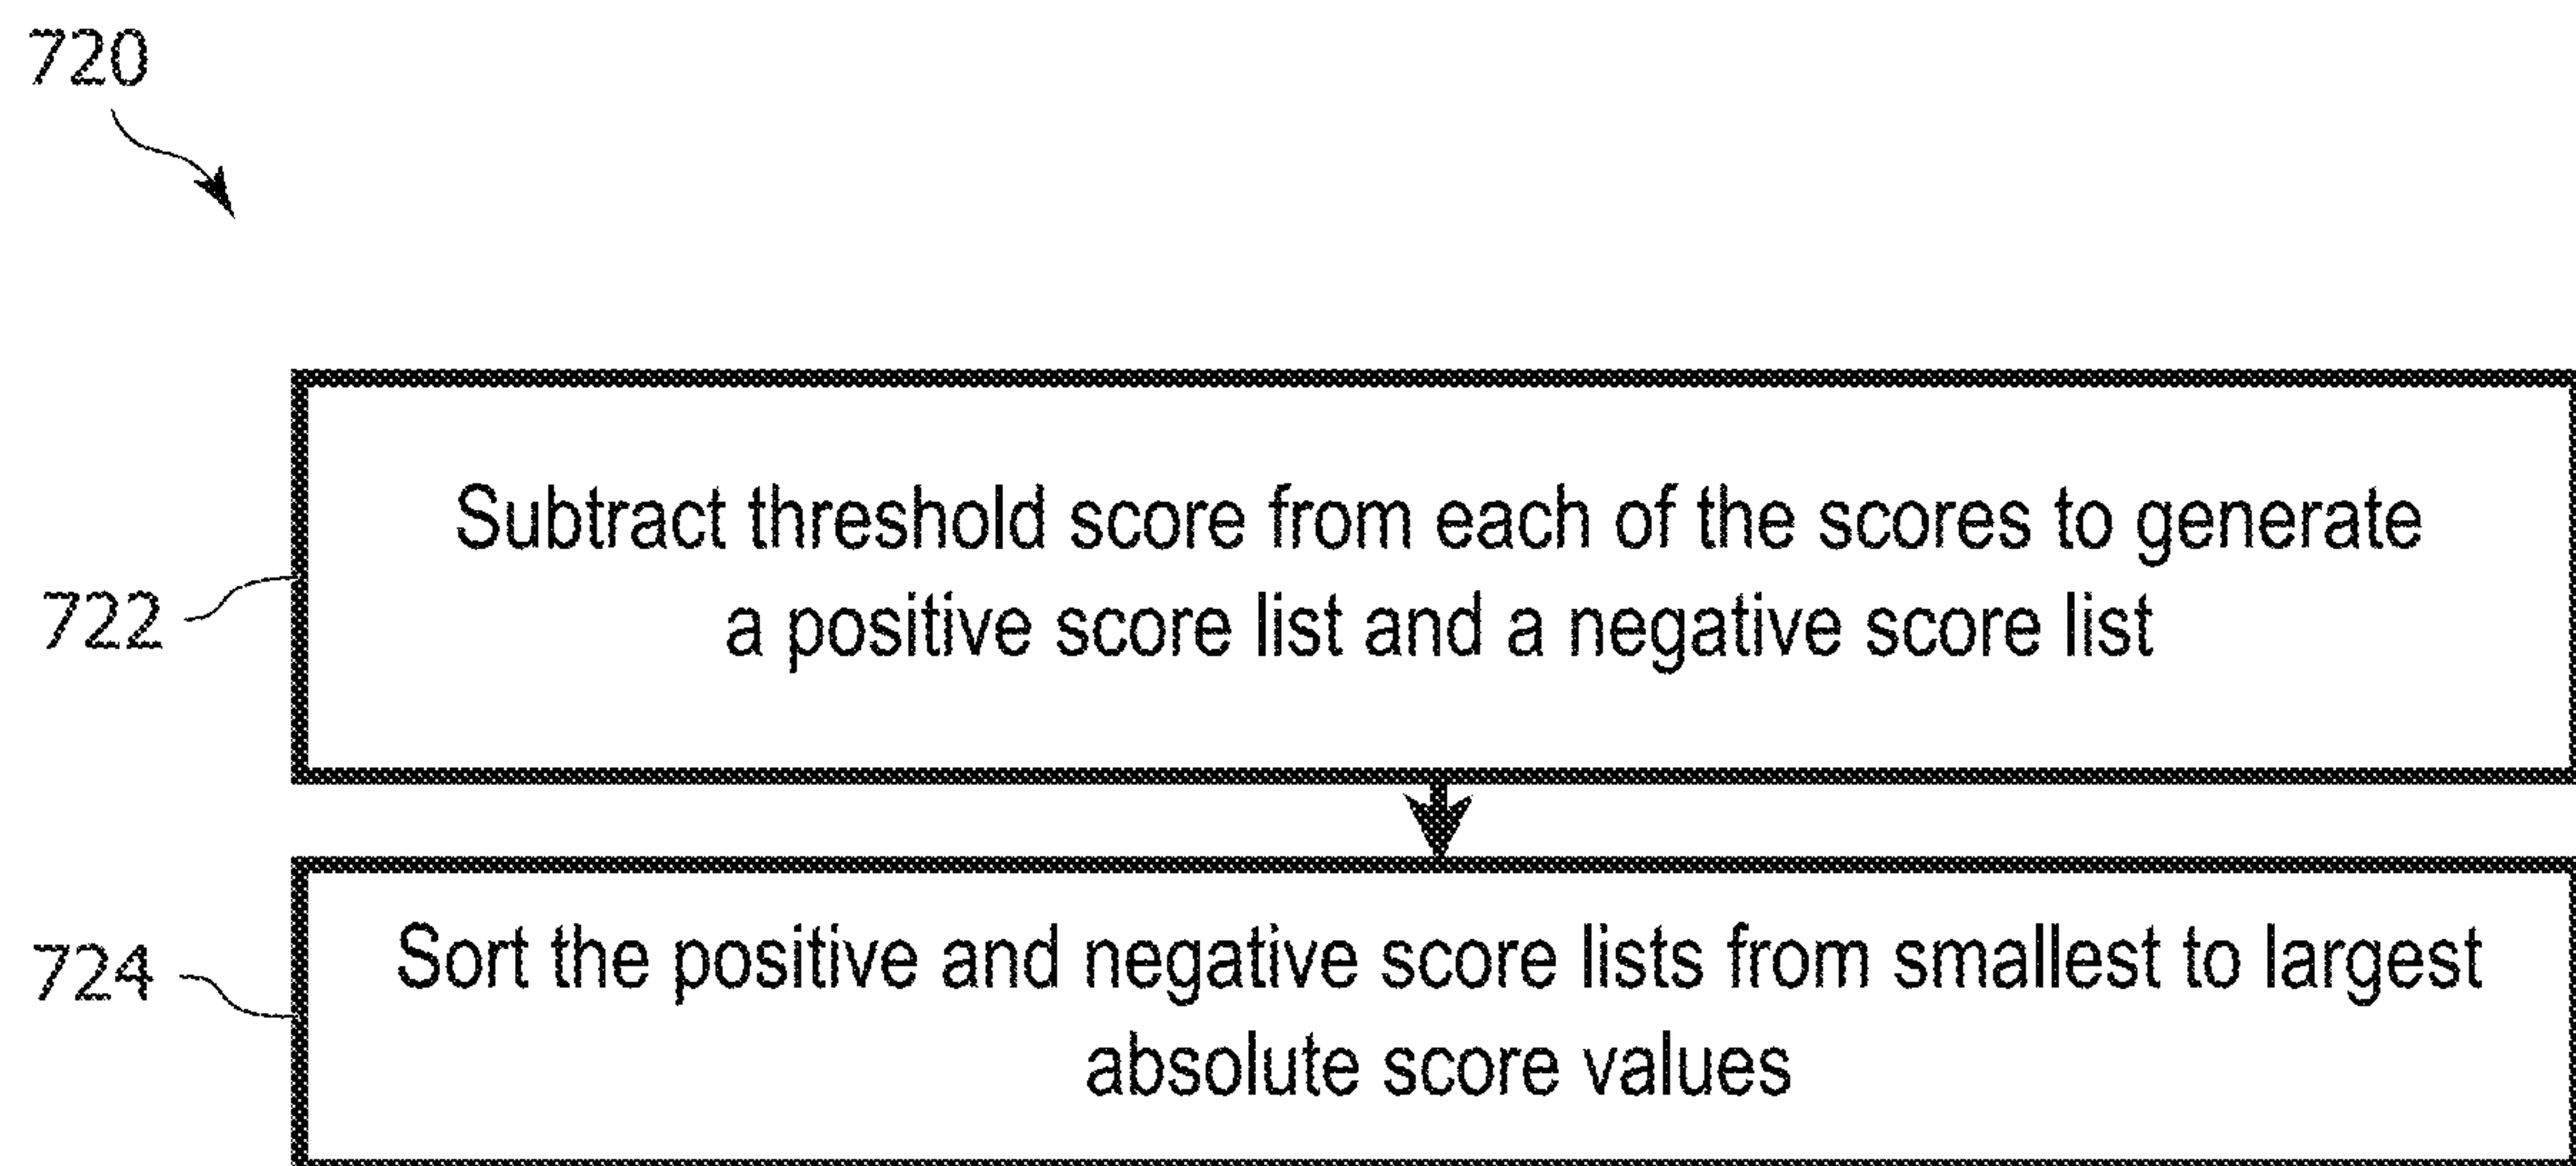 720
722
Subtract threshold score from each of the scores to generate
a positive score list and a negative score list
724
Sort the positive and negative score lists from smallest to largest
absolute score values